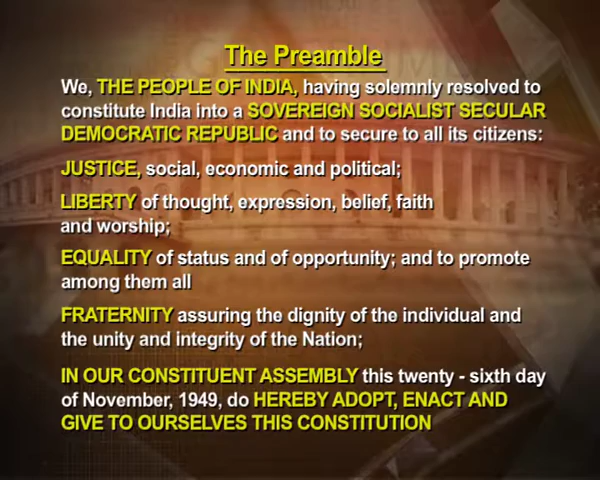 The Preamble
We, THE PEOPLE OF INDIA, having solemnly resolved to
constitute India into a SOVEREIGN SOCIALIST SECULAR
DEMOCRATIC REPUBLIC and to secure to all its citizens:
JUSTICE, social, economic and political;
LIBERTY of thought, expression, belief, faith
and worship;
EQUALITY of status and of opportunity; and to promote
among them all
FRATERNITY assuring the dignity of the individual and
the unity and integrity of the Nation;
IN OUR CONSTITUENT ASSEMBLY this twenty - sixth day
of November, 1949, do HEREBY ADOPT, ENACT AND
GIVE TO OURSELVES THIS CONSTITUTION